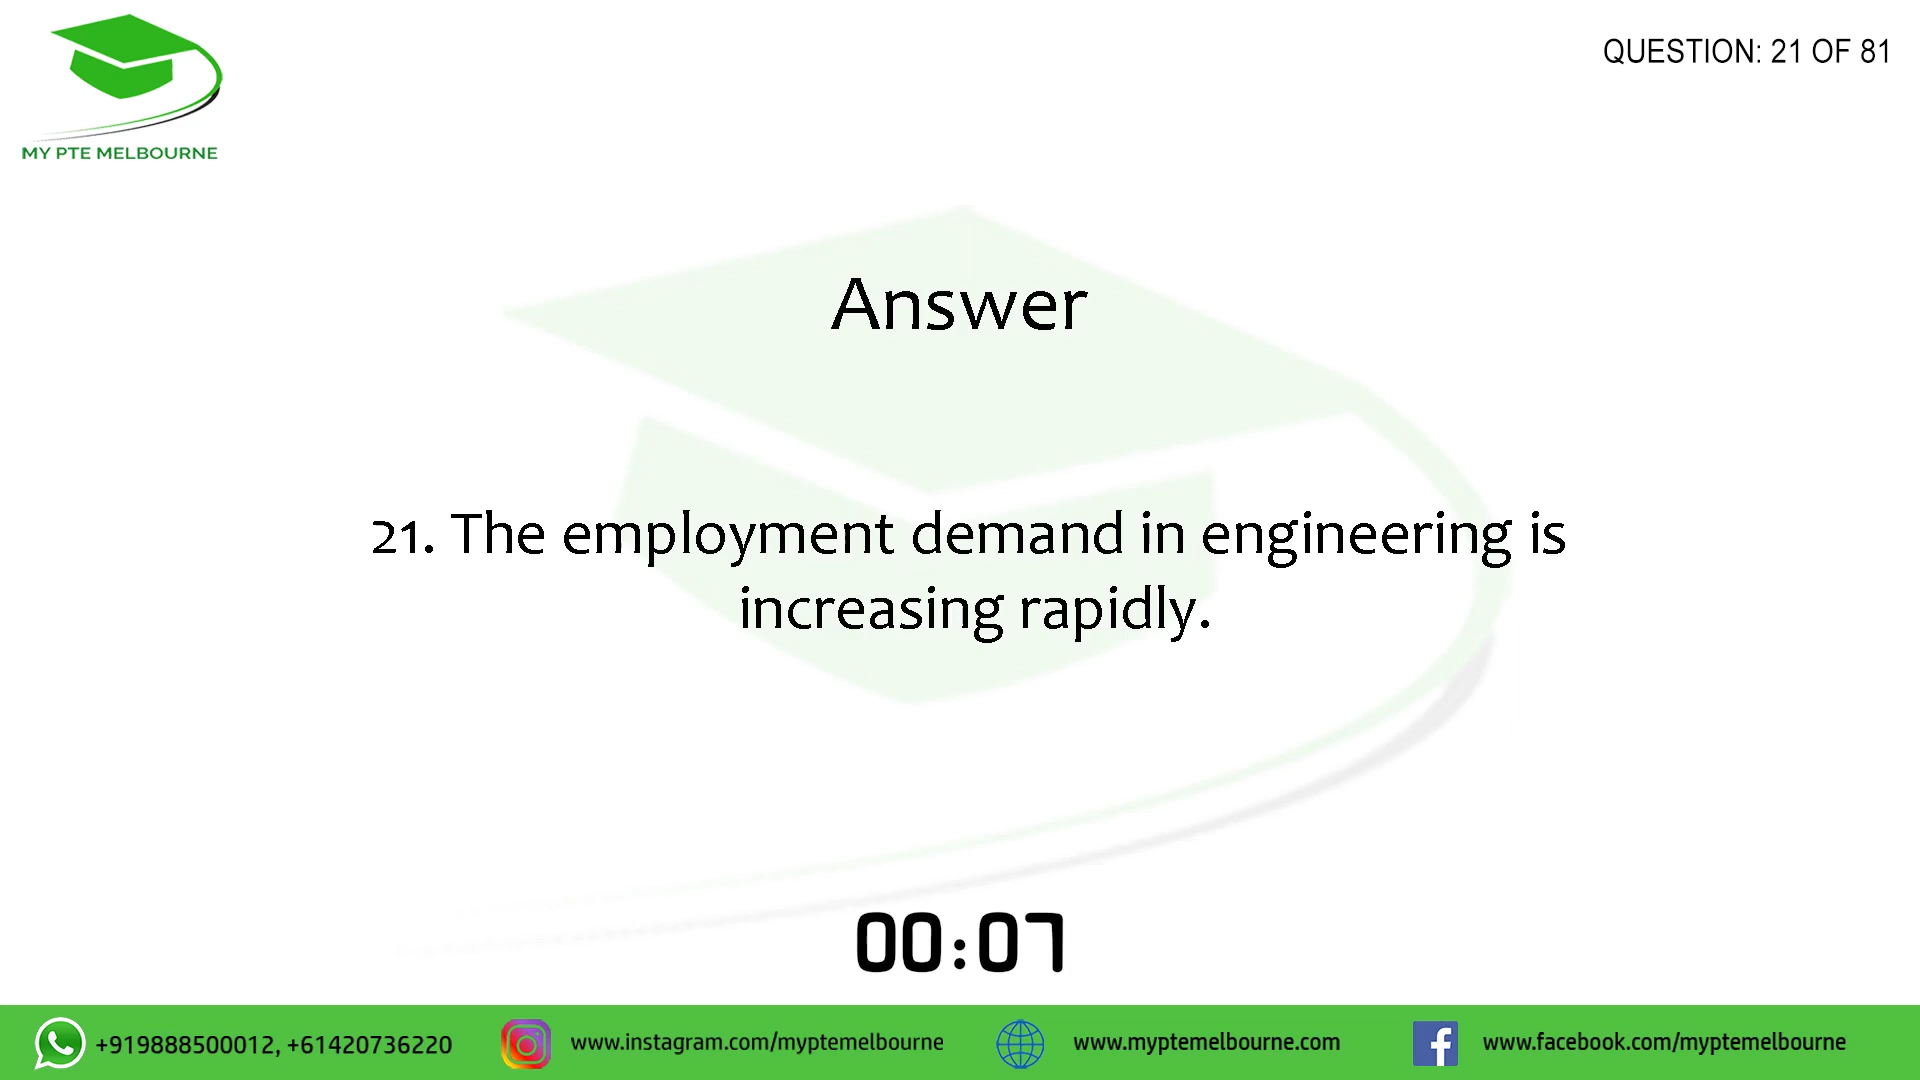 QUESTION: 21 OF 81
MY PTE MELBOURNE
Answer
21. The employment demand in engineering is
increasing rapidly.
00:07
+919888500012, +61420736220
www.instagram.com/myptemelbourne
www.myptemelbourne.com
www.facebook.com/myptemelbourne